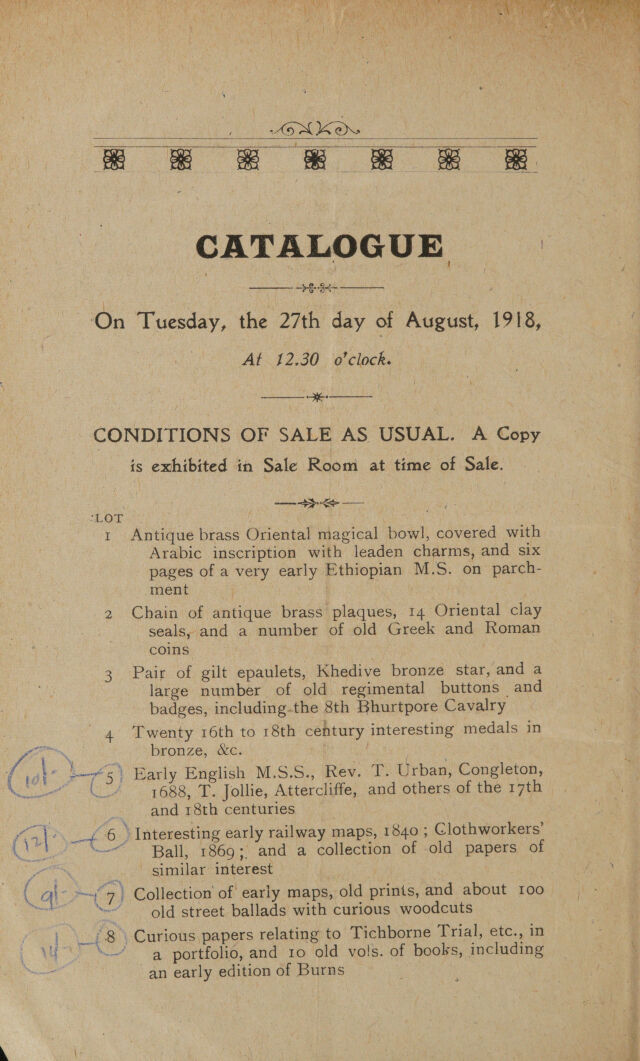 CATALOGUE
On Tuesday, the 27th day of August, 1918,
At 12.30 o'clock.
CONDITIONS OF SALE AS USUAL. A Copy
is exhibited in Sale Room at time of Sale.
LOT
1 Antique brass Oriental magical bowl, covered with
Arabic inscription with leaden charms, and six
pages of a very early Ethiopian M.S. on parch-
ment
2 Chain of antique brass plaques, 14 Oriental clay
seals, and a number of old Greek and Roman
coins
3 Pair of gilt epaulets, Khedive bronze star, and a
large number of old regimental buttons and
badges, including the 8th Bhurtpore Cavalry
4 Twenty 16th to 18th century interesting medals in
bronze, &c.
10/- 5 Early English M.S.S., Rev. T. Urban, Congleton,
1688, T. Jollie, Attercliffe, and others of the 17th
and 18th centuries
12/- 6 Interesting early railway maps, 1840; Clothworkers'
Ball, 1869; and a collection of old papers of
similar interest
9/- 7 Collection of early maps, old prints, and about 100
old street ballads with curious woodcuts
14/- 8 Curious papers relating to Tichborne Trial, etc., in
a portfolio, and 10 old vols. of books, including
an early edition of Burns